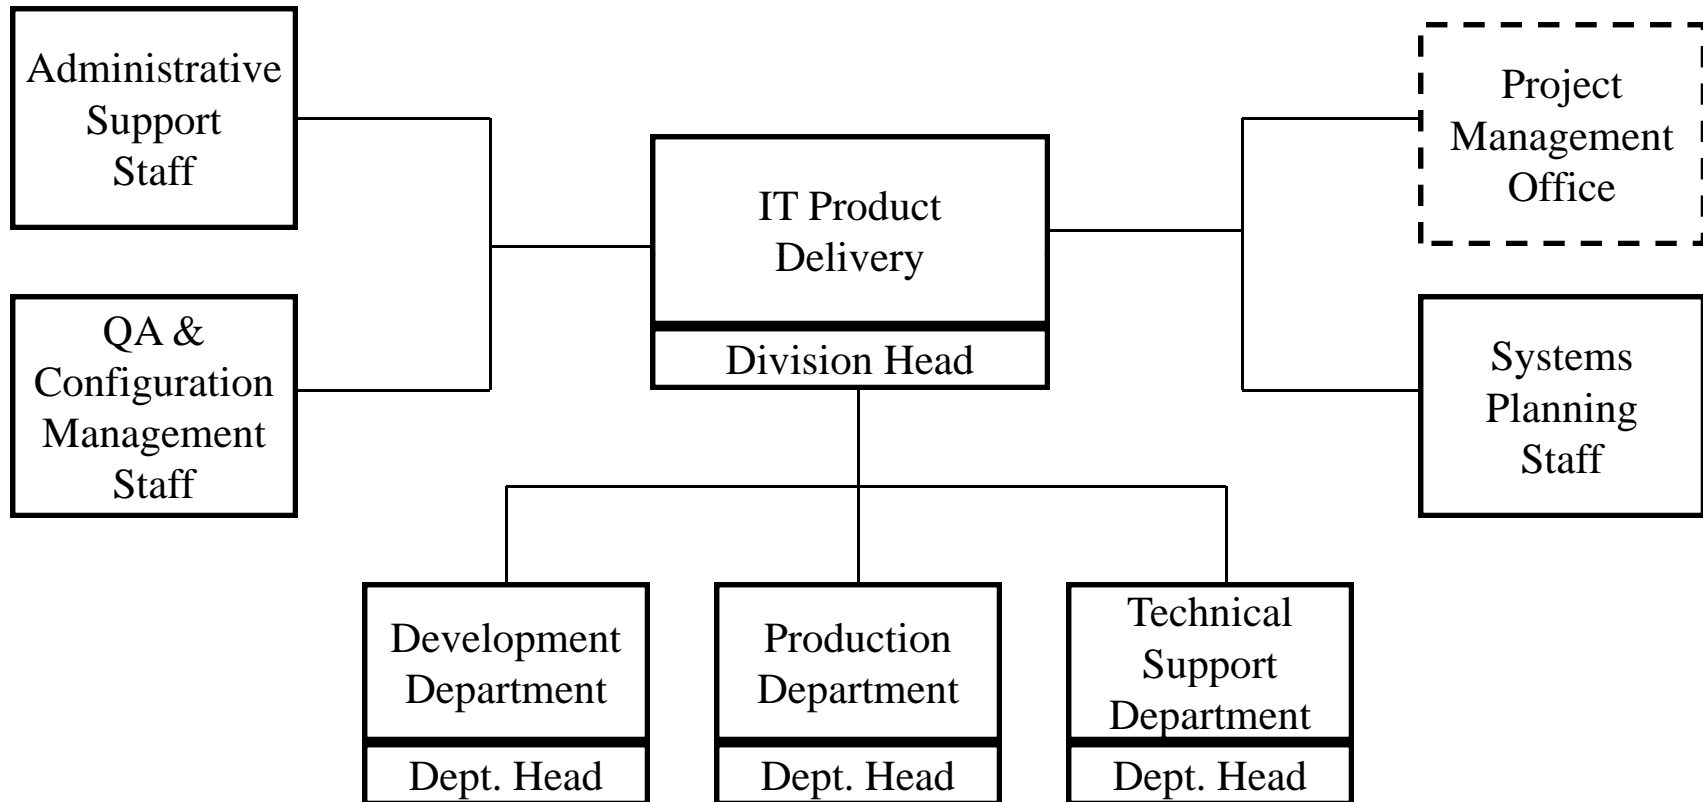 Administrative
Support
Staff
QA &
Configuration
Management
Staff
IT Product
Delivery
Division Head
Project
Management
Office
Systems
Planning
Staff
Development
Department
Dept. Head
Production
Department
Dept. Head
Technical
Support
Department
Dept. Head